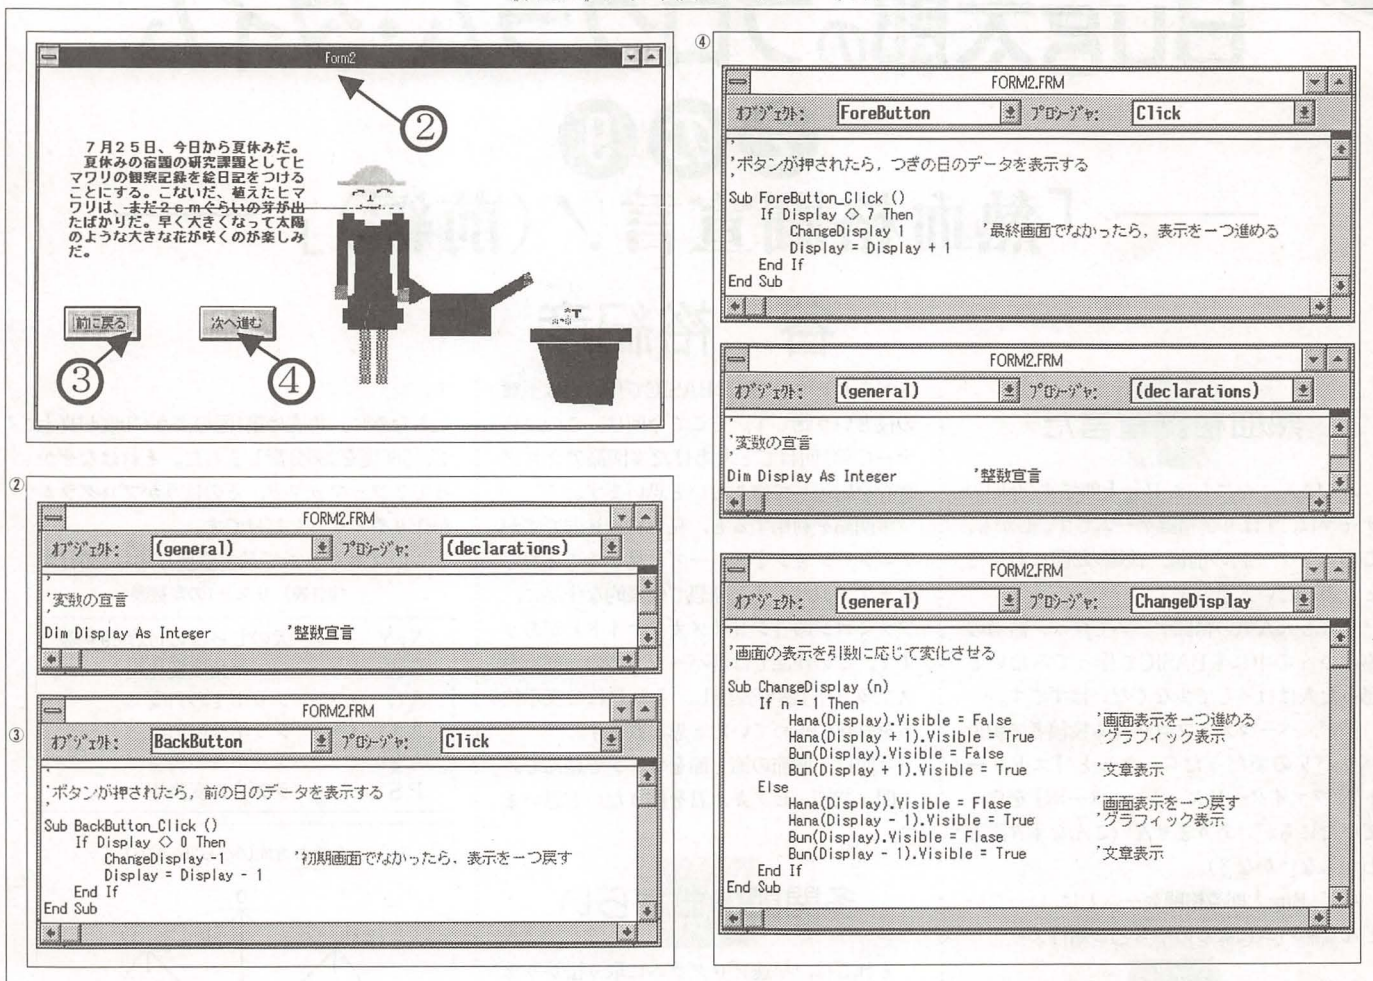 Form2
②
７月２５日、今日から夏休みだ。
夏休みの宿題の研究課題としてヒ
マワリの観察記録を絵日記をつける
ことにする。こないだ、植えたヒマ
ワリは、まだ２ｃｍぐらいの芽が出
たばかりだ。早く大きくなって太陽
のような大きな花が咲くのが楽しみ
だ。
前に戻る
次へ進む
③
④
②
FORM2.FRM
オブジェクト: (general) プロシージャ: (declarations)
'
'変数の宣言
'
Dim Display As Integer '整数宣言
③
FORM2.FRM
オブジェクト: BackButton プロシージャ: Click
'
'ボタンが押されたら，前の日のデータを表示する
'
Sub BackButton_Click ()
If Display <> 0 Then
ChangeDisplay -1 '初期画面でなかったら，表示を一つ戻す
Display = Display - 1
End If
End Sub
④
FORM2.FRM
オブジェクト: ForeButton プロシージャ: Click
'
'ボタンが押されたら，つぎの日のデータを表示する
'
Sub ForeButton_Click ()
If Display <> 7 Then
ChangeDisplay 1 '最終画面でなかったら，表示を一つ進める
Display = Display + 1
End If
End Sub
FORM2.FRM
オブジェクト: (general) プロシージャ: (declarations)
'
'変数の宣言
'
Dim Display As Integer '整数宣言
FORM2.FRM
オブジェクト: (general) プロシージャ: ChangeDisplay
'
'画面の表示を引数に応じて変化させる
'
Sub ChangeDisplay (n)
If n = 1 Then
Hana(Display).Visible = False '画面表示を一つ進める
Hana(Display + 1).Visible = True 'グラフィック表示
Bun(Display).Visible = False
Bun(Display + 1).Visible = True '文章表示
Else
Hana(Display).Visible = Flase '画面表示を一つ戻す
Hana(Display - 1).Visible = True 'グラフィック表示
Bun(Display).Visible = Flase
Bun(Display - 1).Visible = True '文章表示
End If
End Sub